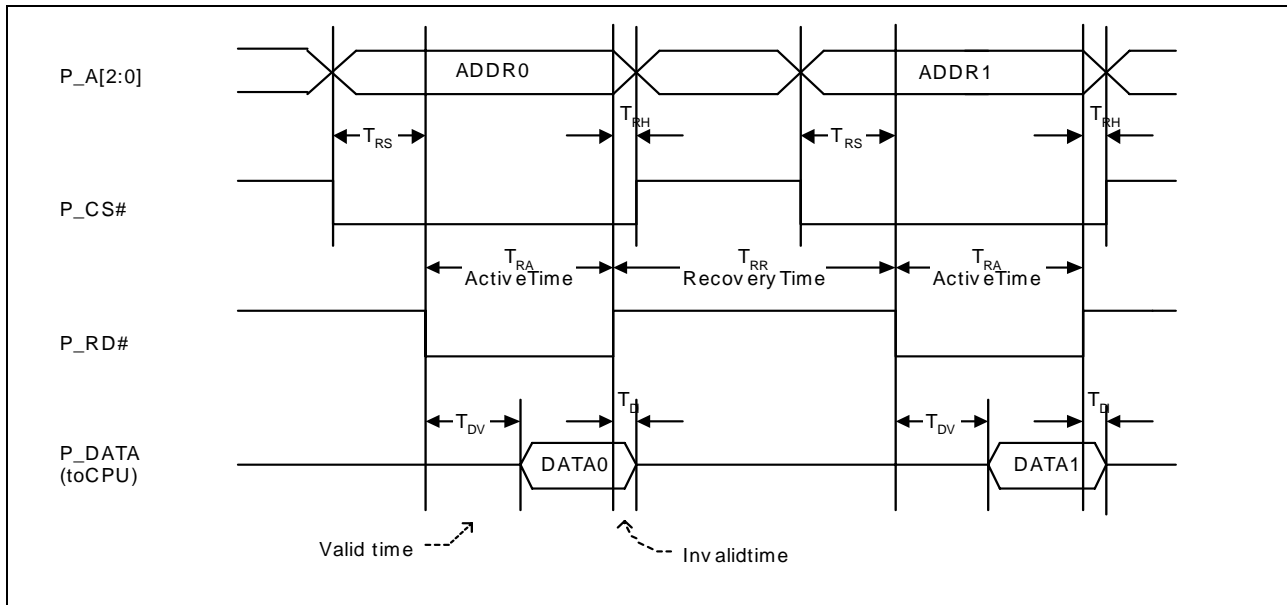 P_A[2:0]
ADDR0
ADDR1
TRS
TRH
TRS
TRH
P_CS#
TRA
ActiveTime
TRR
RecoveryTime
TRA
ActiveTime
P_RD#
TDV
TDI
TDV
TDI
P_DATA
(toCPU)
DATA0
DATA1
Valid time
Invalidtime